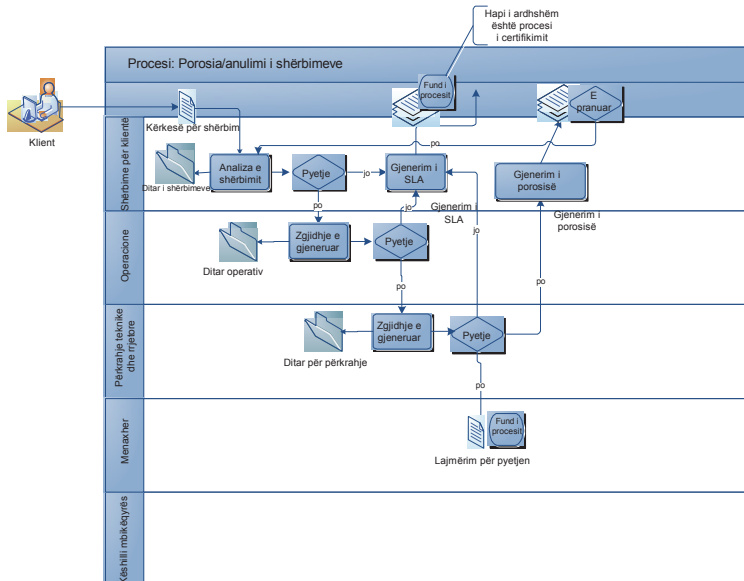 Hapi i ardhshëm
është procesi
i certifikimit
Procesi: Porosia/anulimi i shërbimeve
Fund i
procesit
E
pranuar
Klient
Kërkesë për shërbim
po
Shërbime për klientë
Ditar i shërbimeve
Analiza e
shërbimit
Pyetje
jo
Gjenerim i
SLA
Gjenerim i
porosisë
po
jo
Gjenerim i
SLA
Gjenerim i
porosisë
Operacione
Ditar operativ
Zgjidhje e
gjeneruar
Pyetje
jo
po
po
Përkrahje teknike
dhe rrjetore
Ditar për përkrahje
Zgjidhje e
gjeneruar
Pyetje
po
Menaxher
Fund i
procesit
Lajmërim për pyetjen
Këshilli mbikëqyrës